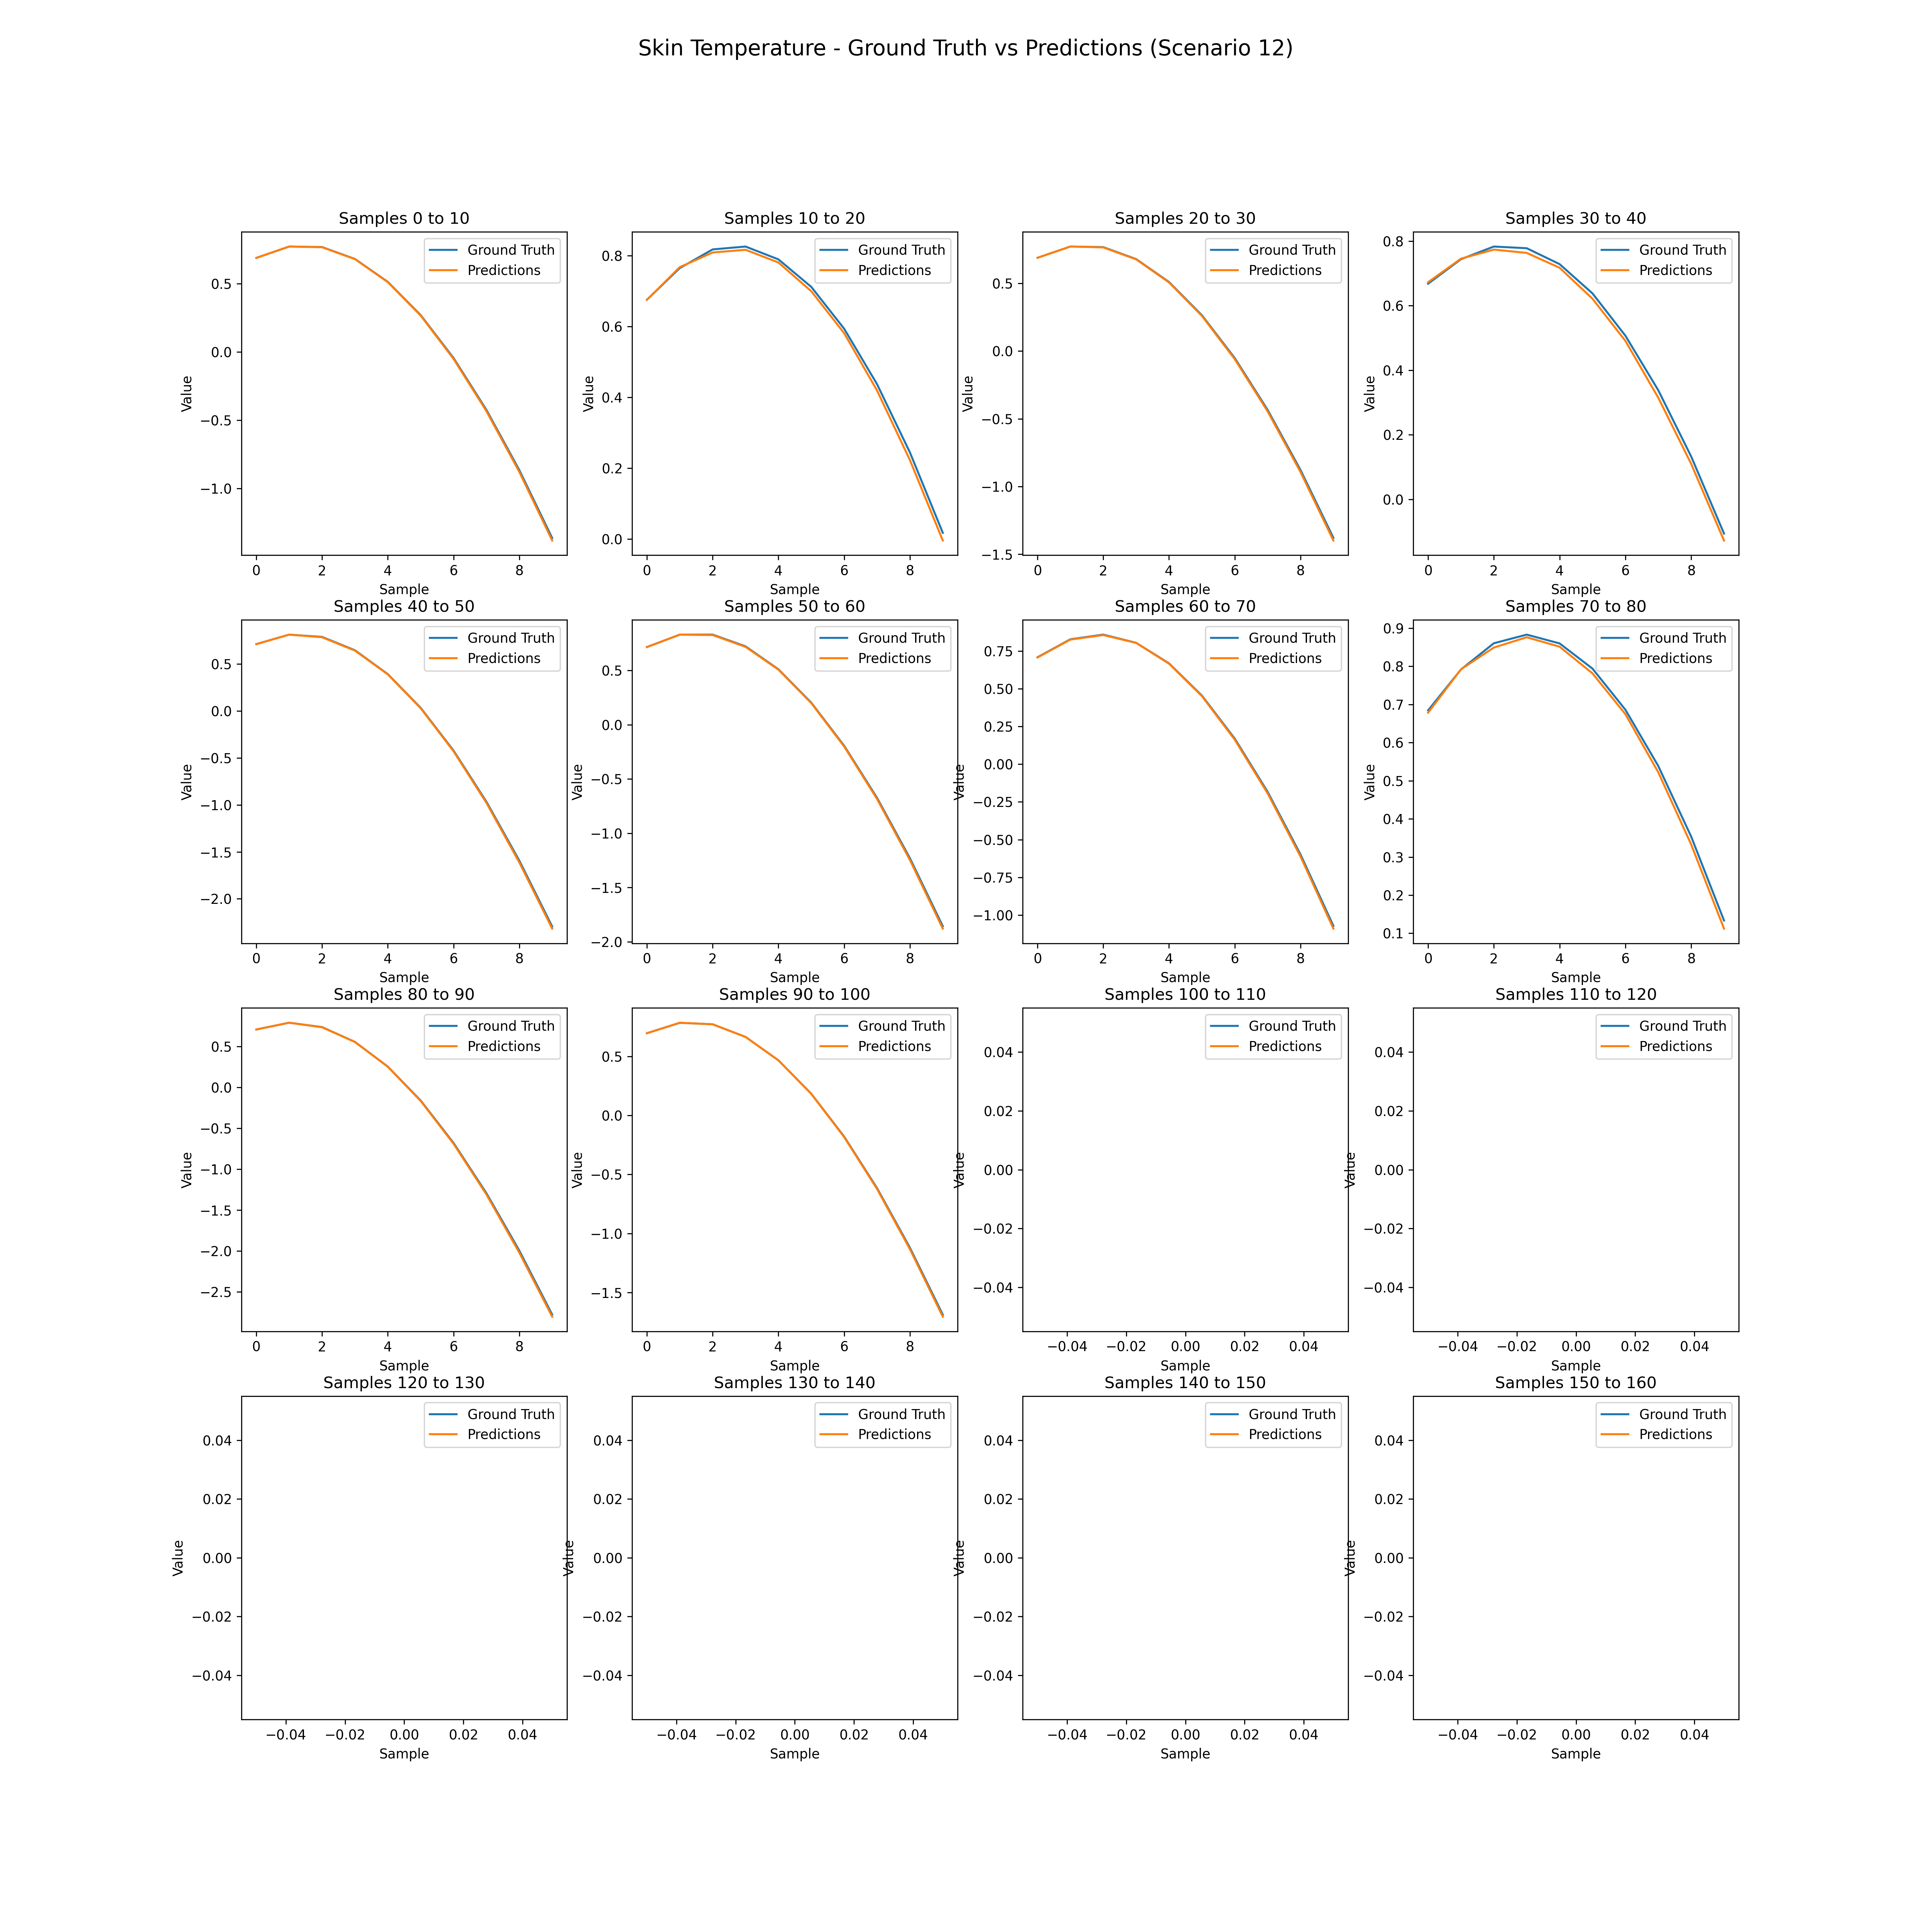 Skin Temperature - Ground Truth vs Predictions (Scenario 12)
Samples 0 to 10
Ground Truth
Predictions
Value
0.5
0.0
−0.5
−1.0
0 2 4 6 8
Sample
Samples 10 to 20
Ground Truth
Predictions
Value
0.8
0.6
0.4
0.2
0.0
0 2 4 6 8
Sample
Samples 20 to 30
Ground Truth
Predictions
Value
0.5
0.0
−0.5
−1.0
−1.5
0 2 4 6 8
Sample
Samples 30 to 40
Ground Truth
Predictions
Value
0.8
0.6
0.4
0.2
0.0
0 2 4 6 8
Sample
Samples 40 to 50
Ground Truth
Predictions
Value
0.5
0.0
−0.5
−1.0
−1.5
−2.0
0 2 4 6 8
Sample
Samples 50 to 60
Ground Truth
Predictions
Value
0.5
0.0
−0.5
−1.0
−1.5
−2.0
0 2 4 6 8
Sample
Samples 60 to 70
Ground Truth
Predictions
Value
0.75
0.50
0.25
0.00
−0.25
−0.50
−0.75
−1.00
0 2 4 6 8
Sample
Samples 70 to 80
Ground Truth
Predictions
Value
0.9
0.8
0.7
0.6
0.5
0.4
0.3
0.2
0.1
0 2 4 6 8
Sample
Samples 80 to 90
Ground Truth
Predictions
Value
0.5
0.0
−0.5
−1.0
−1.5
−2.0
−2.5
0 2 4 6 8
Sample
Samples 90 to 100
Ground Truth
Predictions
Value
0.5
0.0
−0.5
−1.0
−1.5
0 2 4 6 8
Sample
Samples 100 to 110
Ground Truth
Predictions
Value
0.04
0.02
0.00
−0.02
−0.04
−0.04 −0.02 0.00 0.02 0.04
Sample
Samples 110 to 120
Ground Truth
Predictions
Value
0.04
0.02
0.00
−0.02
−0.04
−0.04 −0.02 0.00 0.02 0.04
Sample
Samples 120 to 130
Ground Truth
Predictions
Value
0.04
0.02
0.00
−0.02
−0.04
−0.04 −0.02 0.00 0.02 0.04
Sample
Samples 130 to 140
Ground Truth
Predictions
Value
0.04
0.02
0.00
−0.02
−0.04
−0.04 −0.02 0.00 0.02 0.04
Sample
Samples 140 to 150
Ground Truth
Predictions
Value
0.04
0.02
0.00
−0.02
−0.04
−0.04 −0.02 0.00 0.02 0.04
Sample
Samples 150 to 160
Ground Truth
Predictions
Value
0.04
0.02
0.00
−0.02
−0.04
−0.04 −0.02 0.00 0.02 0.04
Sample